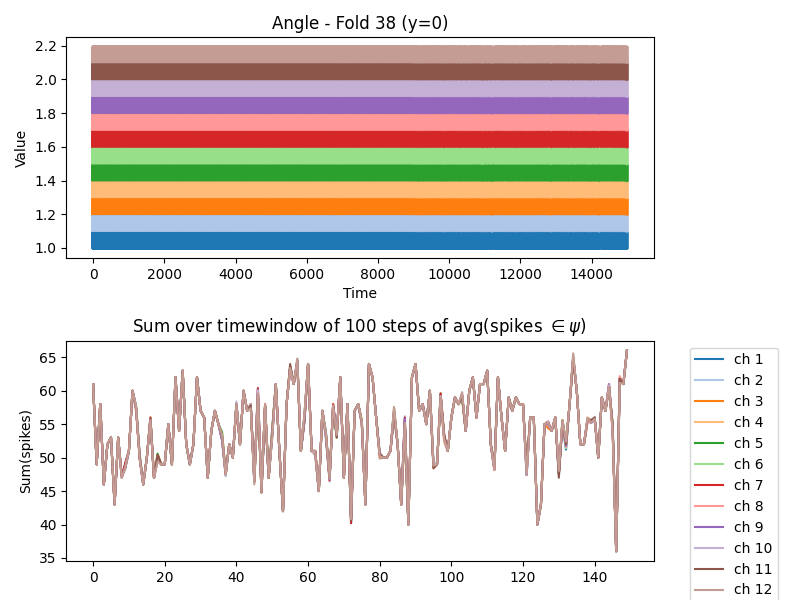 Angle - Fold 38 (y=0)
2.2
2.0
1.8
1.6
1.4
1.2
1.0
Value
0 2000 4000 6000 8000 10000 12000 14000
Time
Sum over timewindow of 100 steps of avg(spikes ∈ ψ)
65
60
55
50
45
40
35
Sum(spikes)
0 20 40 60 80 100 120 140
ch 1
ch 2
ch 3
ch 4
ch 5
ch 6
ch 7
ch 8
ch 9
ch 10
ch 11
ch 12